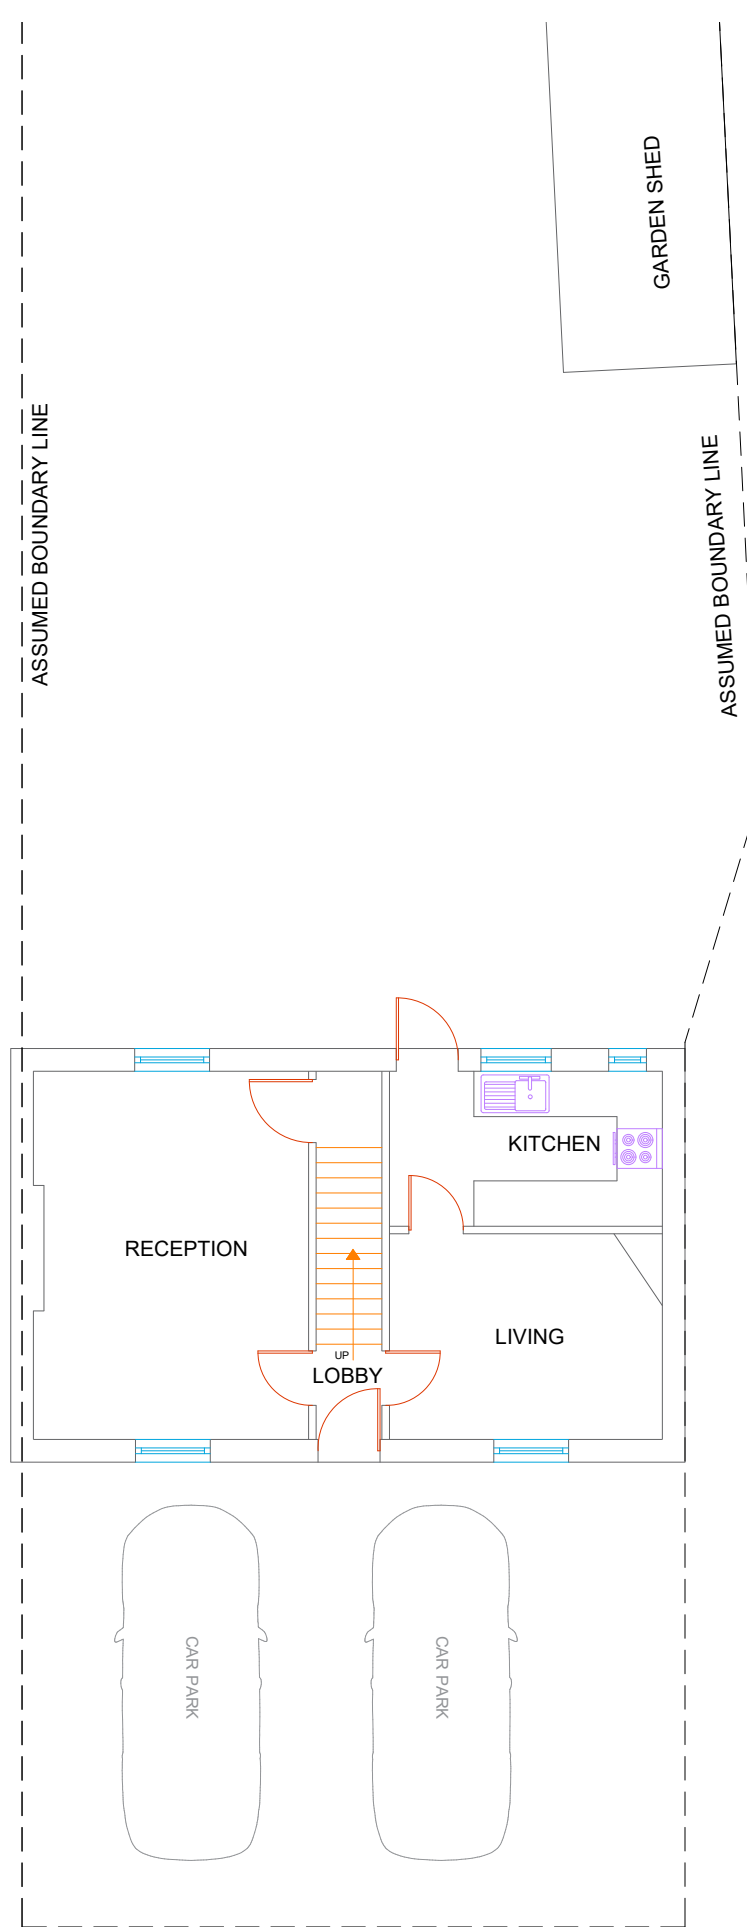 GARDEN SHED
ASSUMED BOUNDARY LINE
ASSUMED BOUNDARY LINE
KITCHEN
RECEPTION
LIVING
UP
LOBBY
CAR PARK
CAR PARK